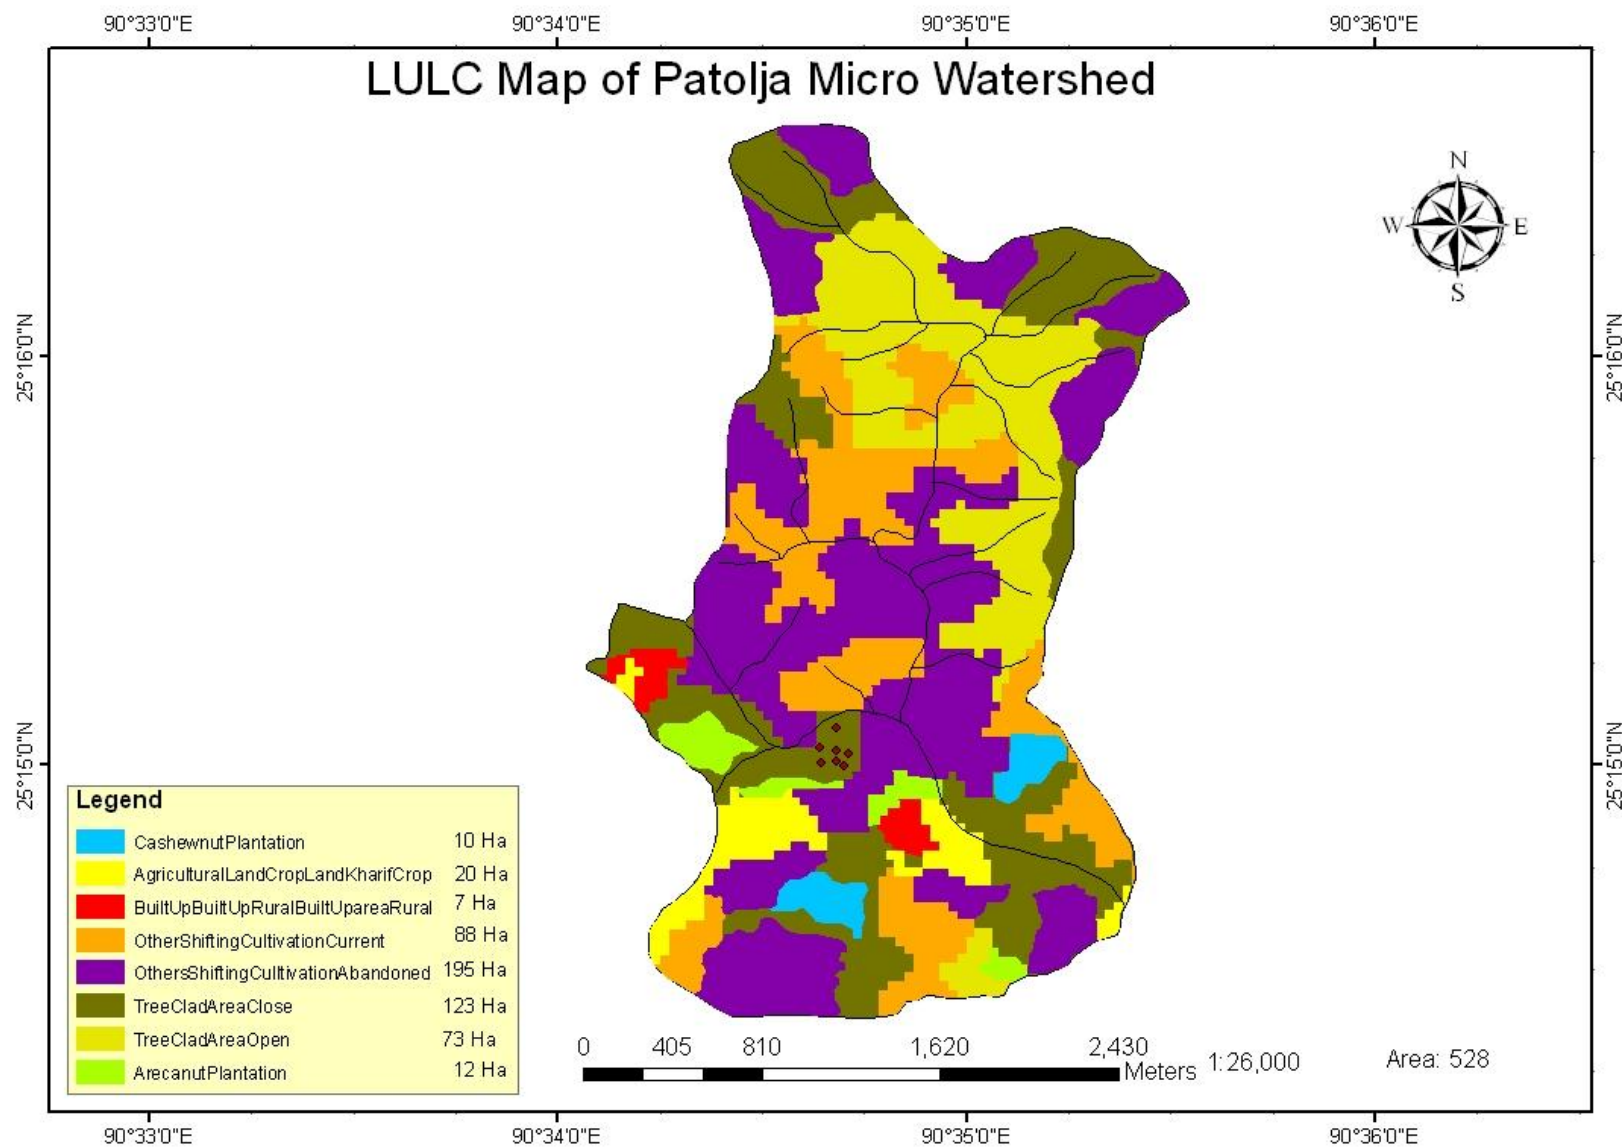 90°33'0"E 90°34'0"E 90°35'0"E 90°36'0"E
LULC Map of Patolja Micro Watershed
N
W E
S
25°16'0"N 25°16'0"N
25°15'0"N 25°15'0"N
Legend
CashewnutPlantation 10 Ha
AgriculturalLandCropLandKharifCrop 20 Ha
BuiltUpBuiltUpRuralBuiltUpareaRural 7 Ha
OtherShiftingCultivationCurrent 88 Ha
OthersShiftingCulltivationAbandoned 195 Ha
TreeCladAreaClose 123 Ha
TreeCladAreaOpen 73 Ha
ArecanutPlantation 12 Ha
0 405 810 1,620 2,430
Meters 1:26,000 Area: 528
90°33'0"E 90°34'0"E 90°35'0"E 90°36'0"E